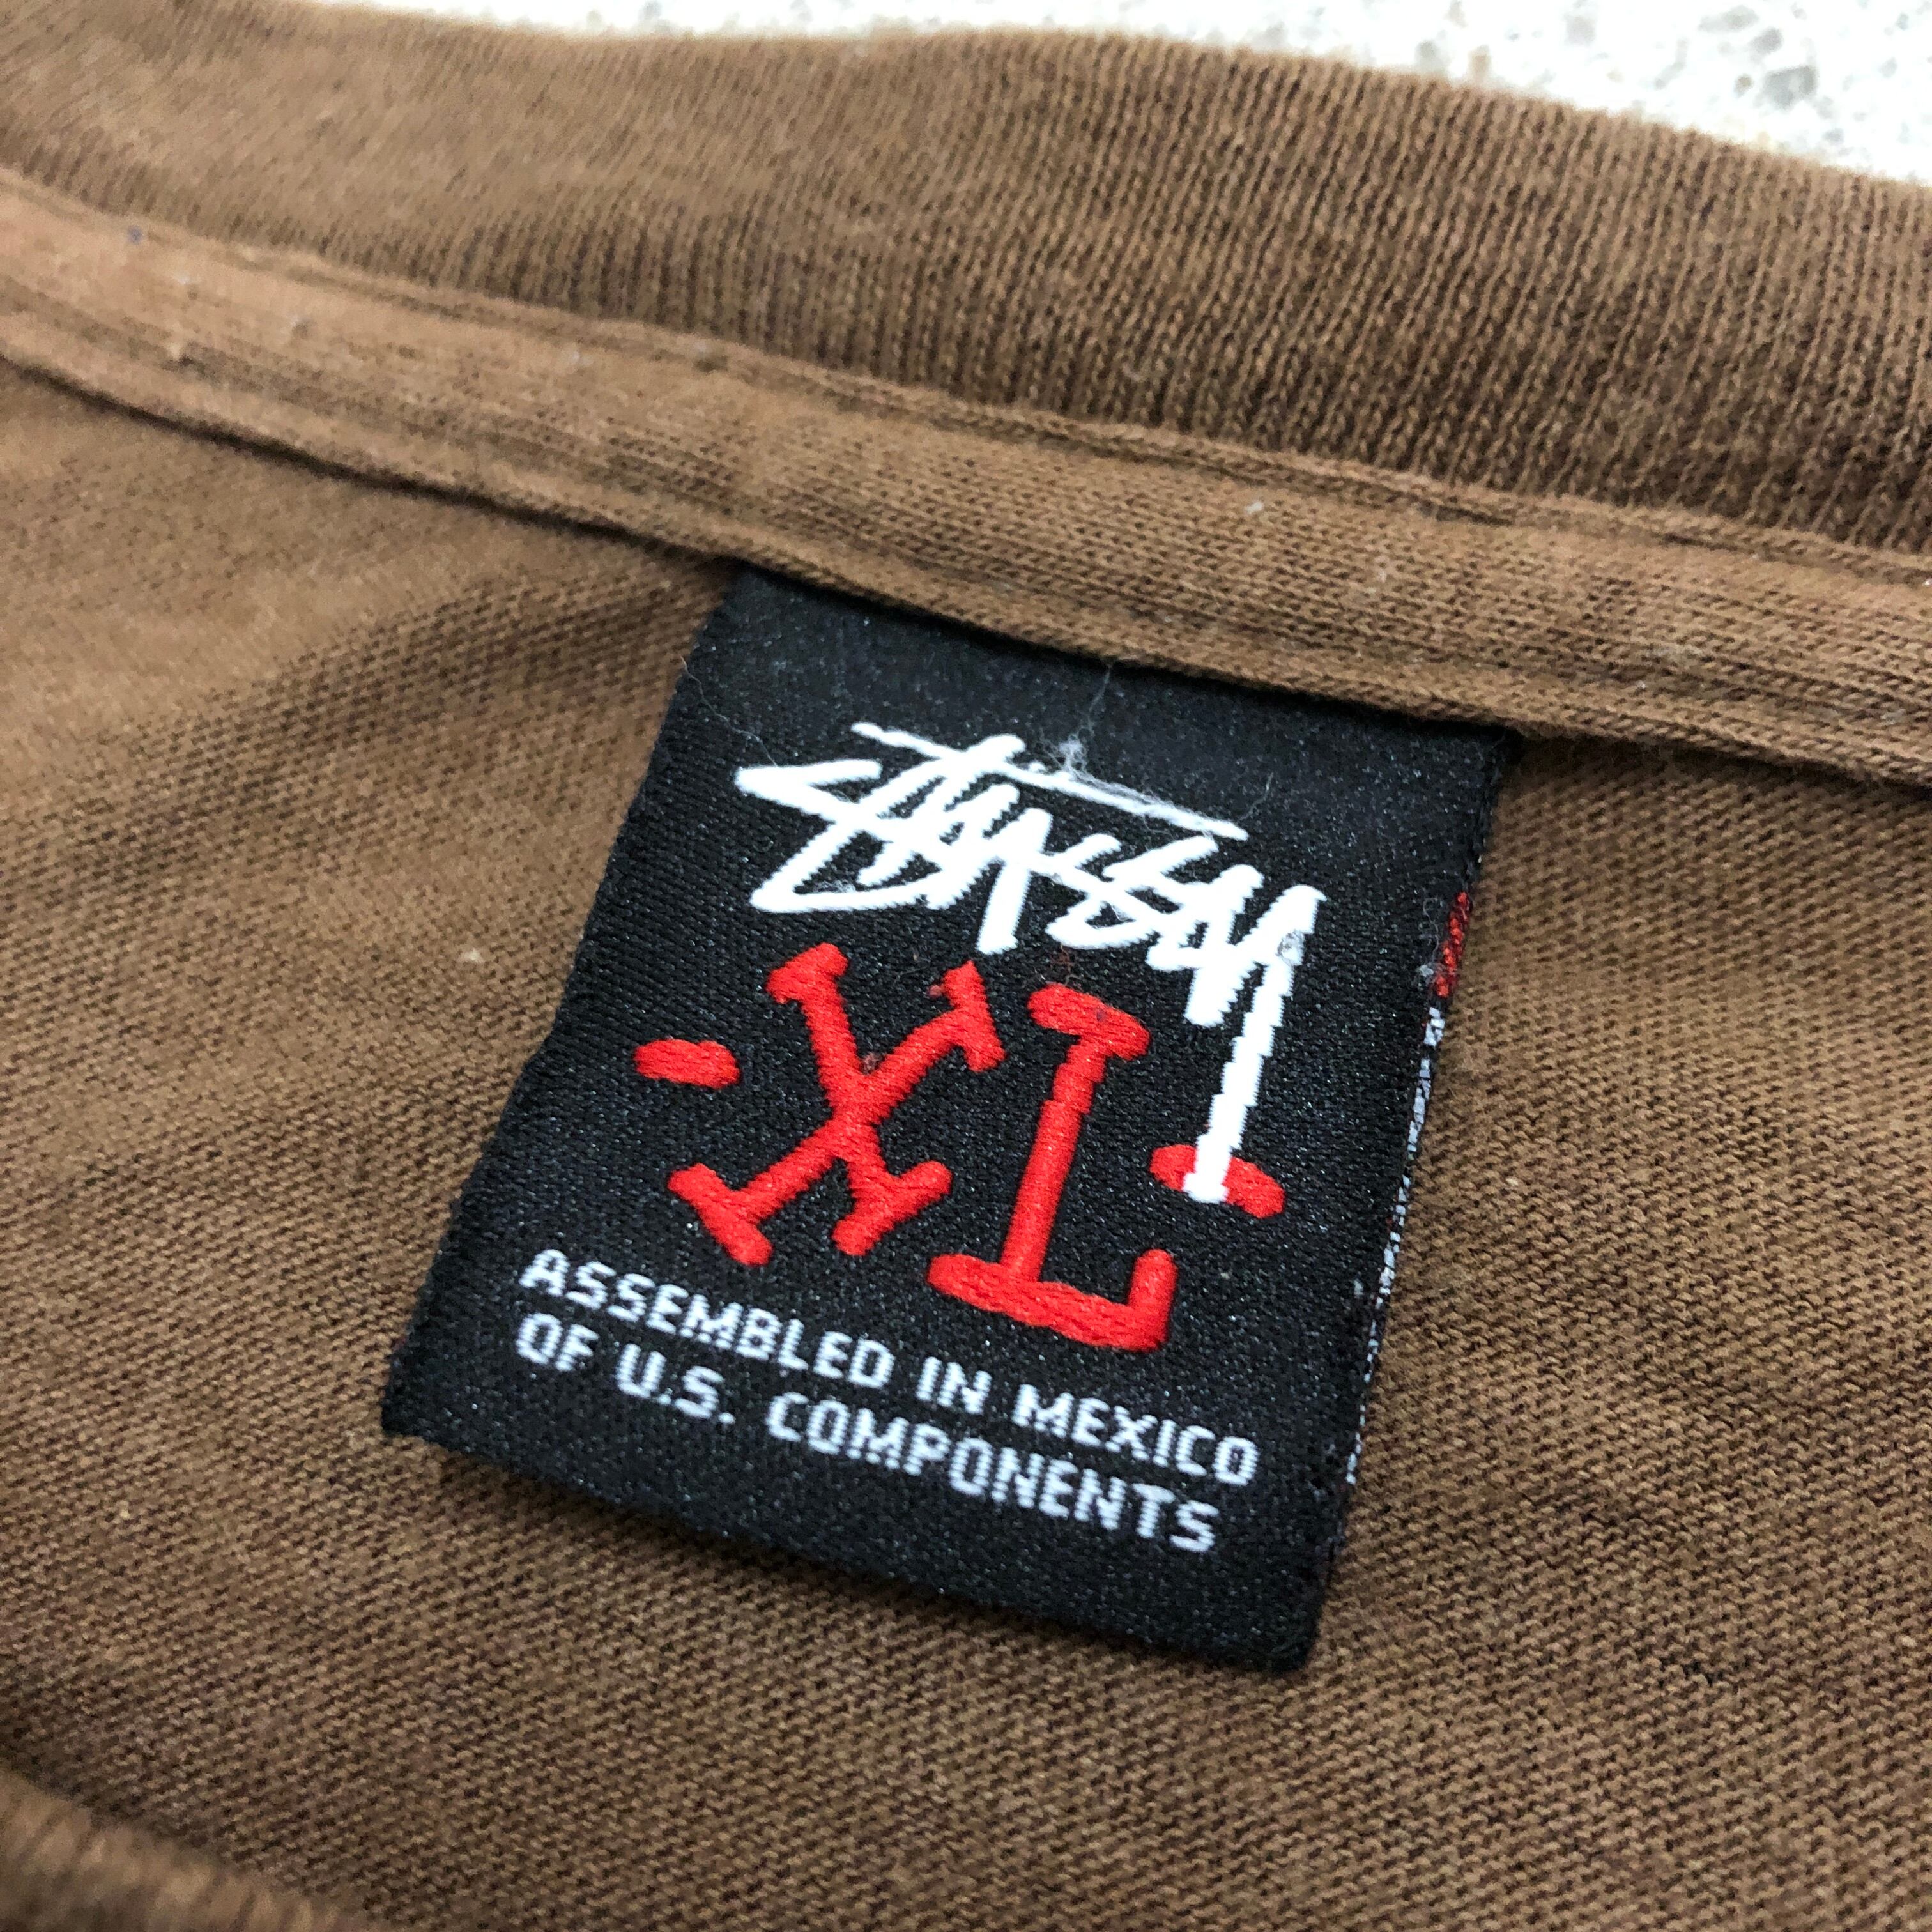 Stüssy
- XL -
ASSEMBLED IN MEXICO
OF U.S. COMPONENTS